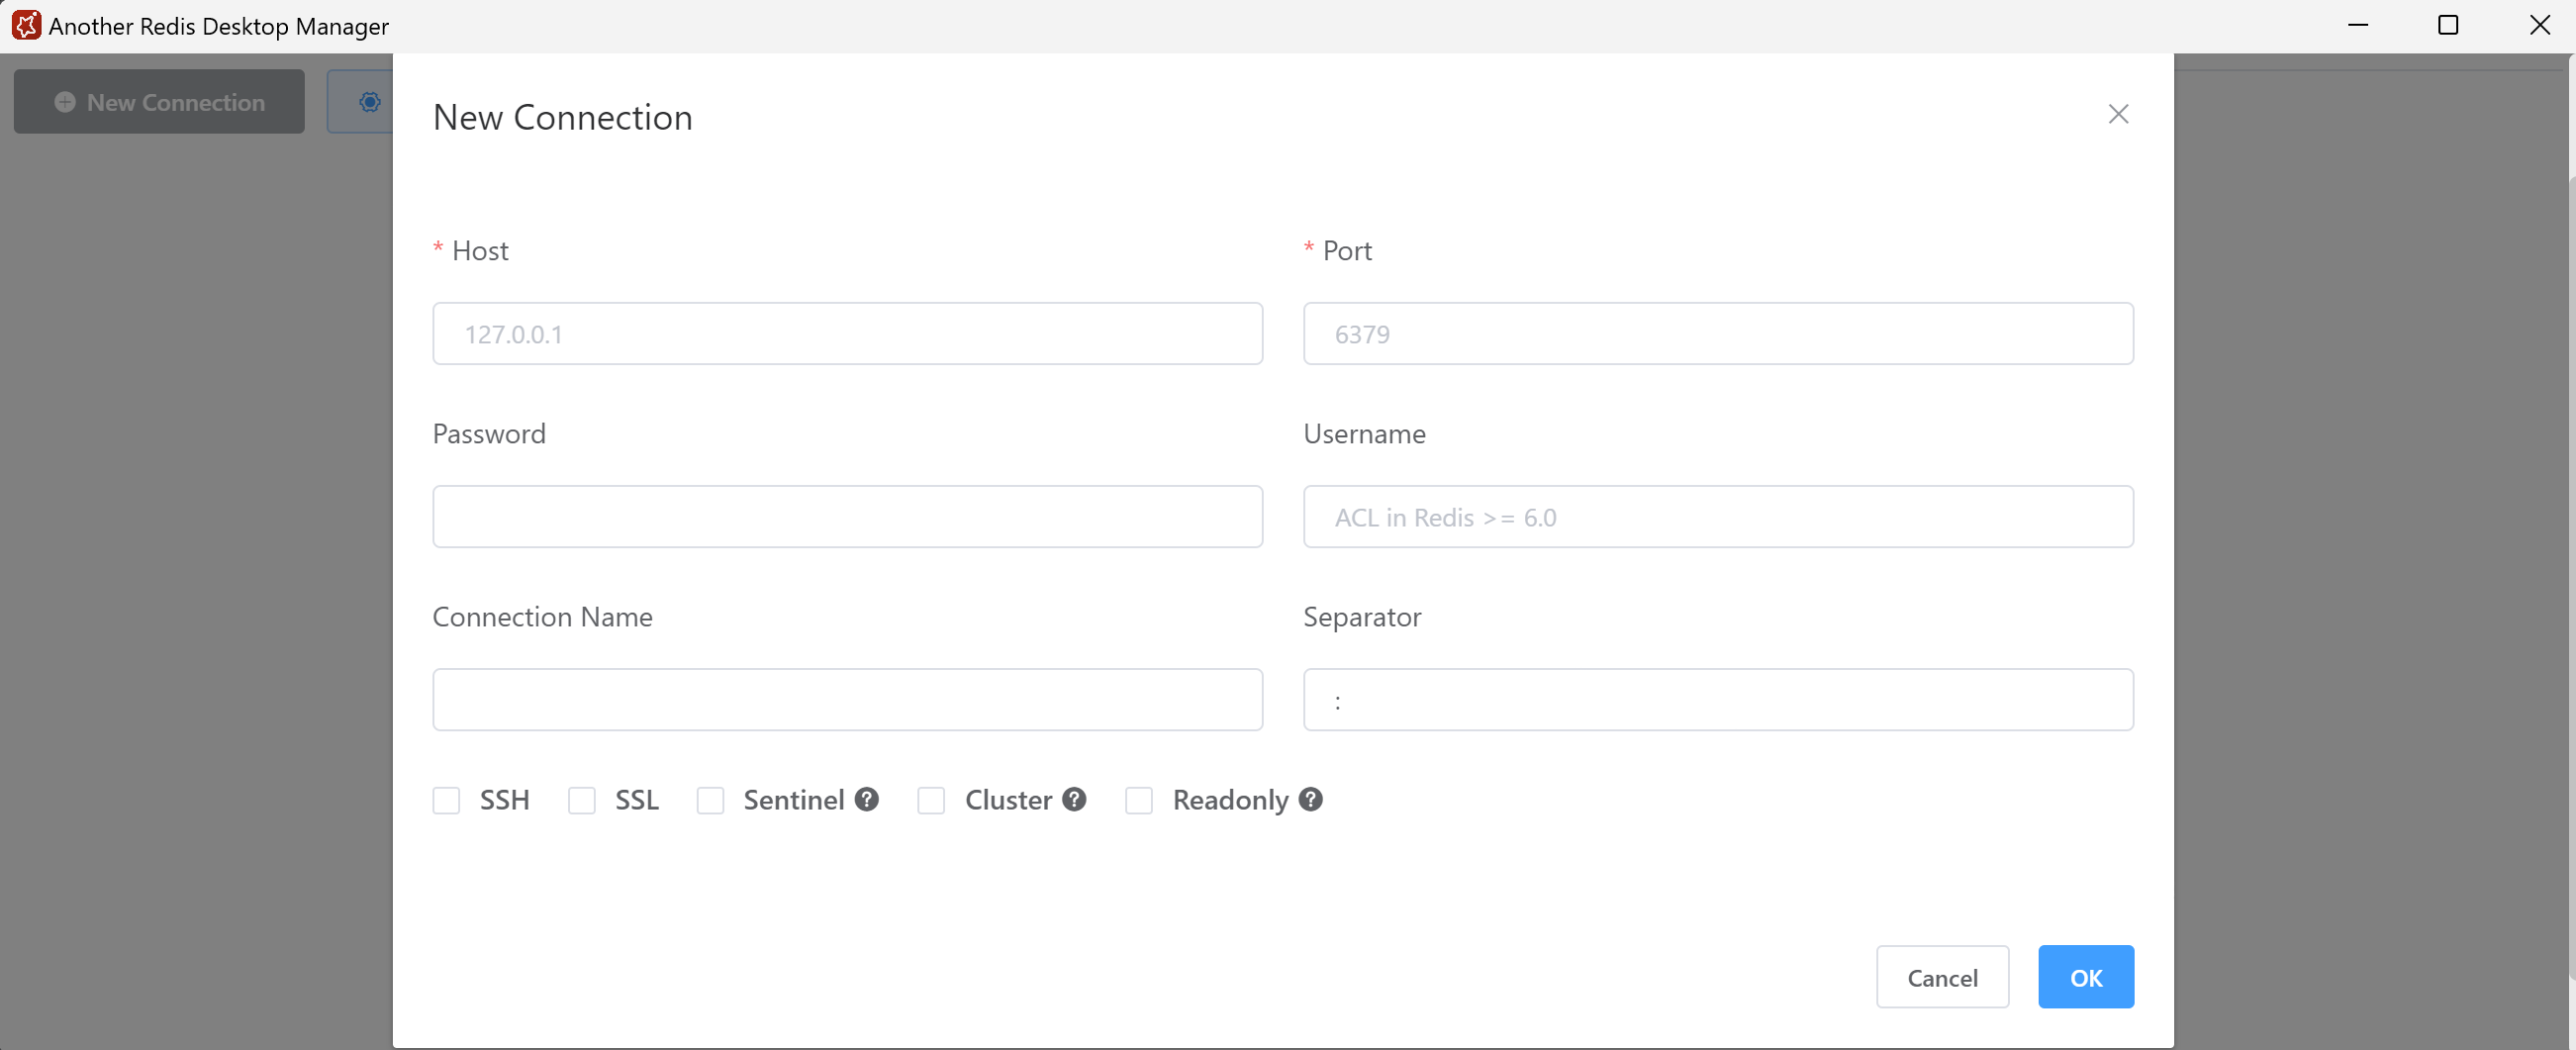 Another Redis Desktop Manager
New Connection
New Connection
* Host
* Port
127.0.0.1
6379
Password
Username
ACL in Redis >= 6.0
Connection Name
Separator
:
SSH SSL Sentinel ? Cluster ? Readonly ?
Cancel OK